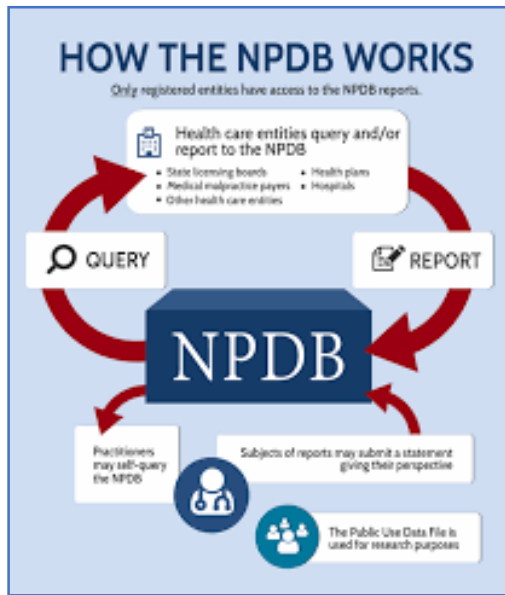 HOW THE NPDB WORKS
Only registered entities have access to the NPDB reports.
Health care entities query and/or
report to the NPDB
• State licensing boards
• Health plans
• Medical malpractice payers
• Hospitals
• Other health care entities
QUERY
REPORT
NPDB
Practitioners
may self-query
the NPDB
Subjects of reports may submit a statement
giving their perspective
The Public Use Data File is
used for research purposes